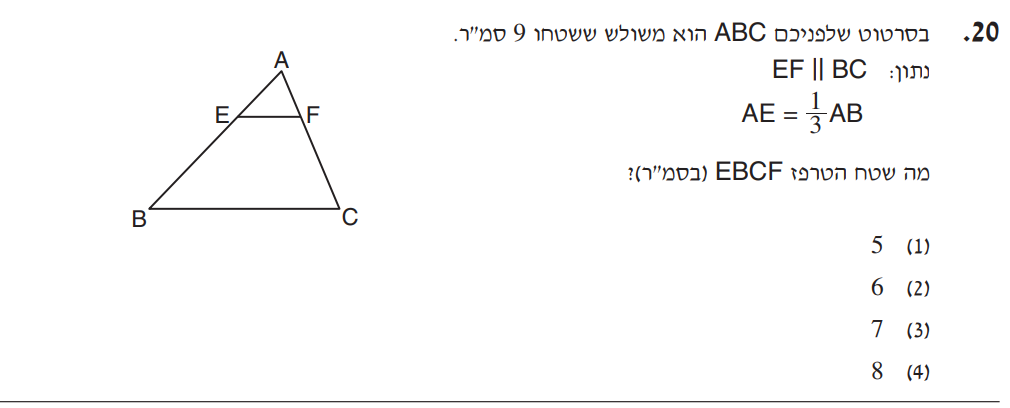 20. בסרטוט שלפניכם ABC הוא משולש ששטחו 9 סמ"ר.
נתון: EF || BC
AE = 1/3 AB
מה שטח הטרפז EBCF (בסמ"ר)?
(1) 5
(2) 6
(3) 7
(4) 8
A
E F
B C